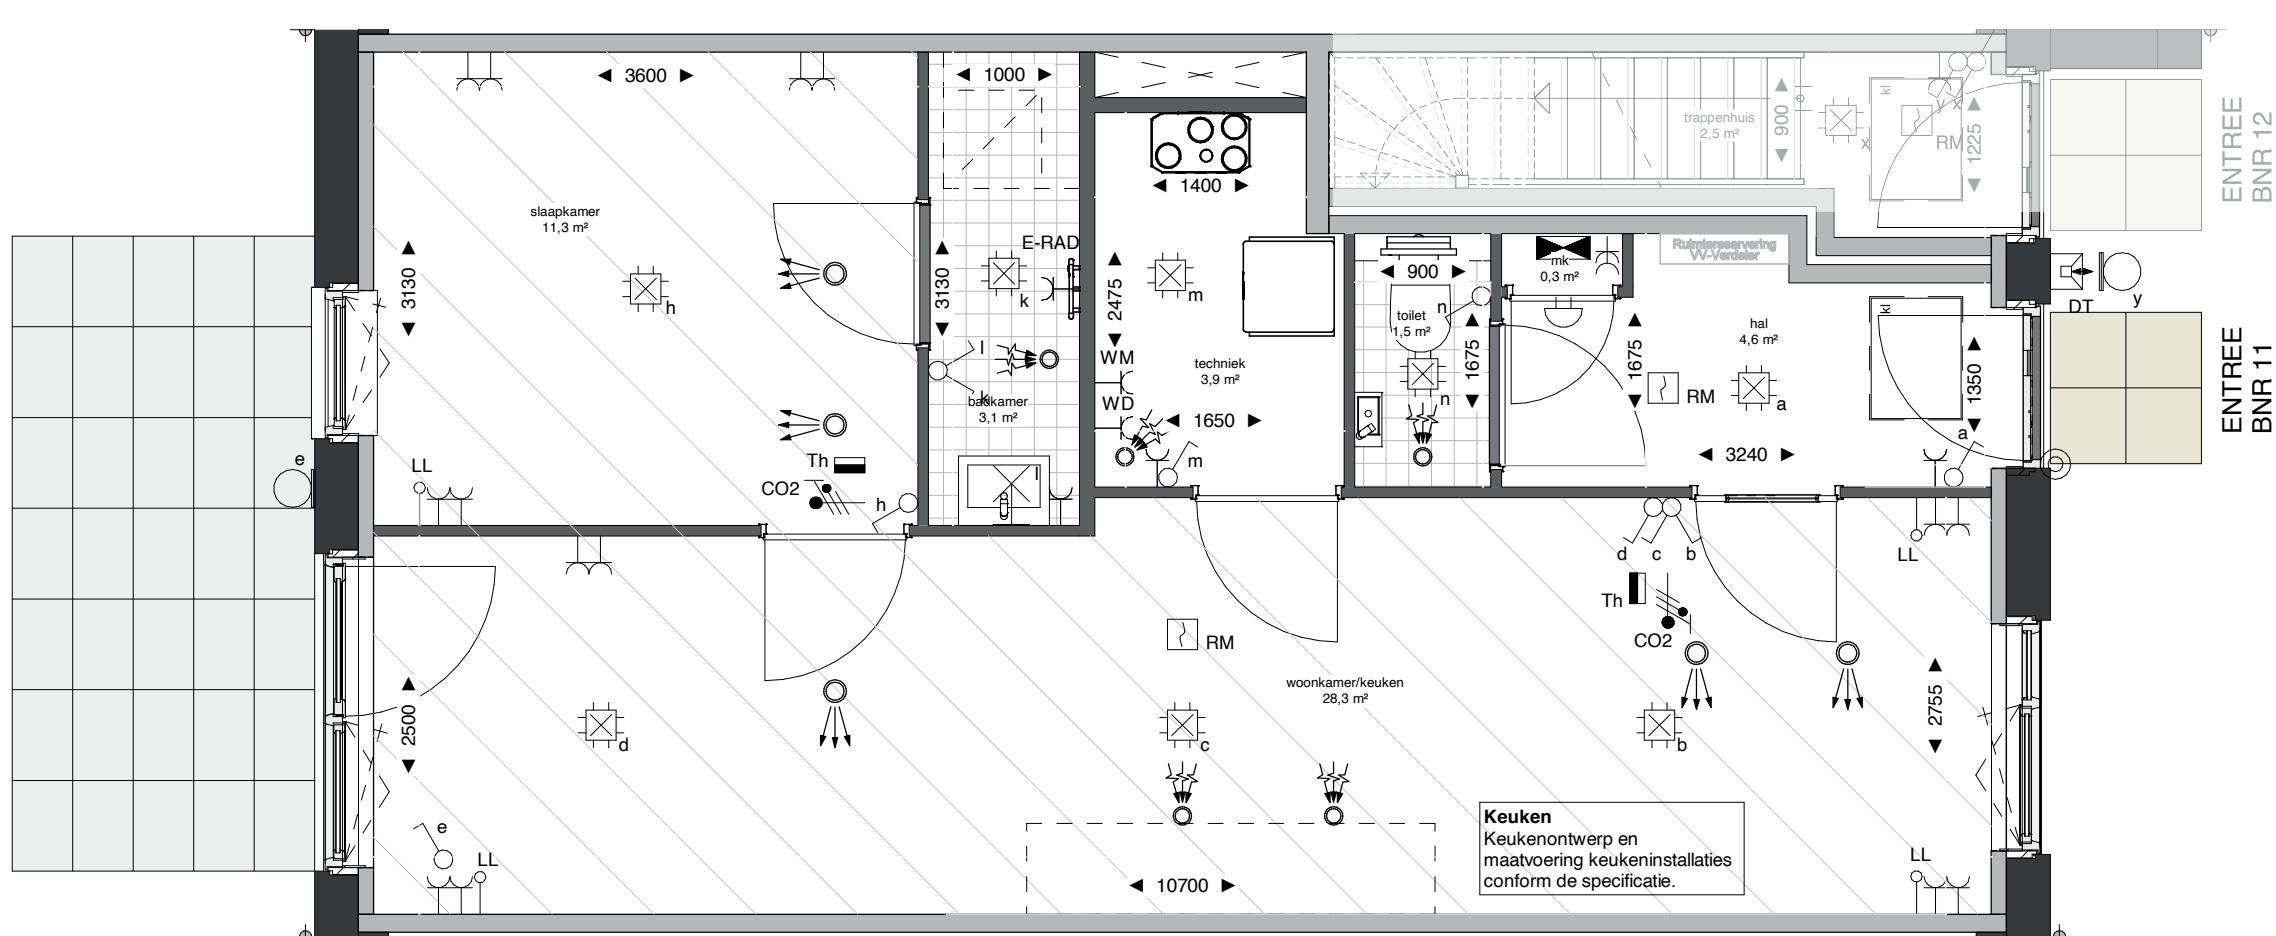 3600
1000
slaapkamer
11,3 m²
3130
h
3130
E-RAD
k
l
k
badkamer
3,1 m²
l
1400
2475
m
WM
WD
techniek
3,9 m²
1650
m
trappenhuis
2,5 m²
900
x
kl
y x
RM
1225
ENTREE
BNR 12
Ruimtereservering
VV-Verdeler
mk
0,3 m²
900
n
toilet
1,5 m²
1675
n
1675
hal
4,6 m²
RM
a
kl
1350
a
3240
DT
y
ENTREE
BNR 11
e
LL
Th
CO2
h
d c b
Th
CO2
LL
RM
woonkamer/keuken
28,3 m²
2500
d
c
b
2755
e
LL
10700
Keuken
Keukenontwerp en
maatvoering keukeninstallaties
conform de specificatie.
LL